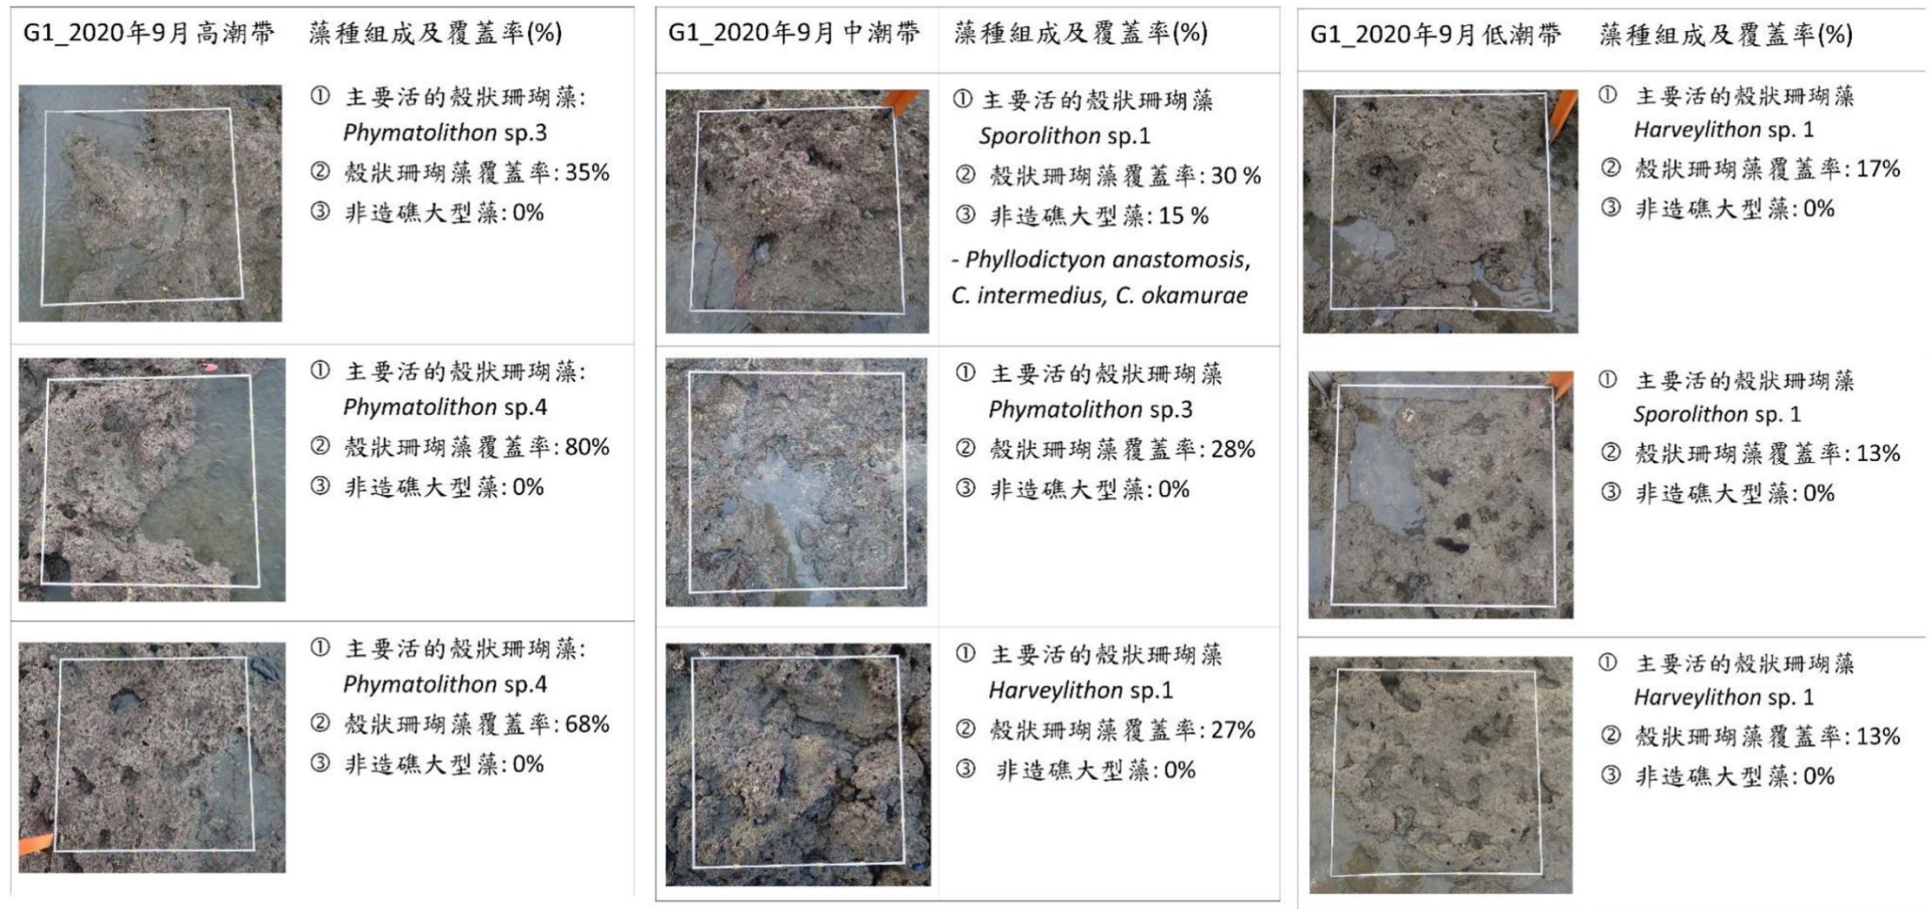 G1_2020年9月高潮帶 藻種組成及覆蓋率(%)
① 主要活的殼狀珊瑚藻:
Phymatolithon sp.3
② 殼狀珊瑚藻覆蓋率: 35%
③ 非造礁大型藻: 0%
① 主要活的殼狀珊瑚藻:
Phymatolithon sp.4
② 殼狀珊瑚藻覆蓋率: 80%
③ 非造礁大型藻: 0%
① 主要活的殼狀珊瑚藻:
Phymatolithon sp.4
② 殼狀珊瑚藻覆蓋率: 68%
③ 非造礁大型藻: 0%
G1_2020年9月中潮帶 藻種組成及覆蓋率(%)
① 主要活的殼狀珊瑚藻
Sporolithon sp.1
② 殼狀珊瑚藻覆蓋率: 30 %
③ 非造礁大型藻: 15 %
- Phyllodictyon anastomosis,
C. intermedius, C. okamurae
① 主要活的殼狀珊瑚藻
Phymatolithon sp.3
② 殼狀珊瑚藻覆蓋率: 28%
③ 非造礁大型藻: 0%
① 主要活的殼狀珊瑚藻
Harveylithon sp.1
② 殼狀珊瑚藻覆蓋率: 27%
③ 非造礁大型藻: 0%
G1_2020年9月低潮帶 藻種組成及覆蓋率(%)
① 主要活的殼狀珊瑚藻
Harveylithon sp. 1
② 殼狀珊瑚藻覆蓋率: 17%
③ 非造礁大型藻: 0%
① 主要活的殼狀珊瑚藻
Sporolithon sp. 1
② 殼狀珊瑚藻覆蓋率: 13%
③ 非造礁大型藻: 0%
① 主要活的殼狀珊瑚藻
Harveylithon sp. 1
② 殼狀珊瑚藻覆蓋率: 13%
③ 非造礁大型藻: 0%